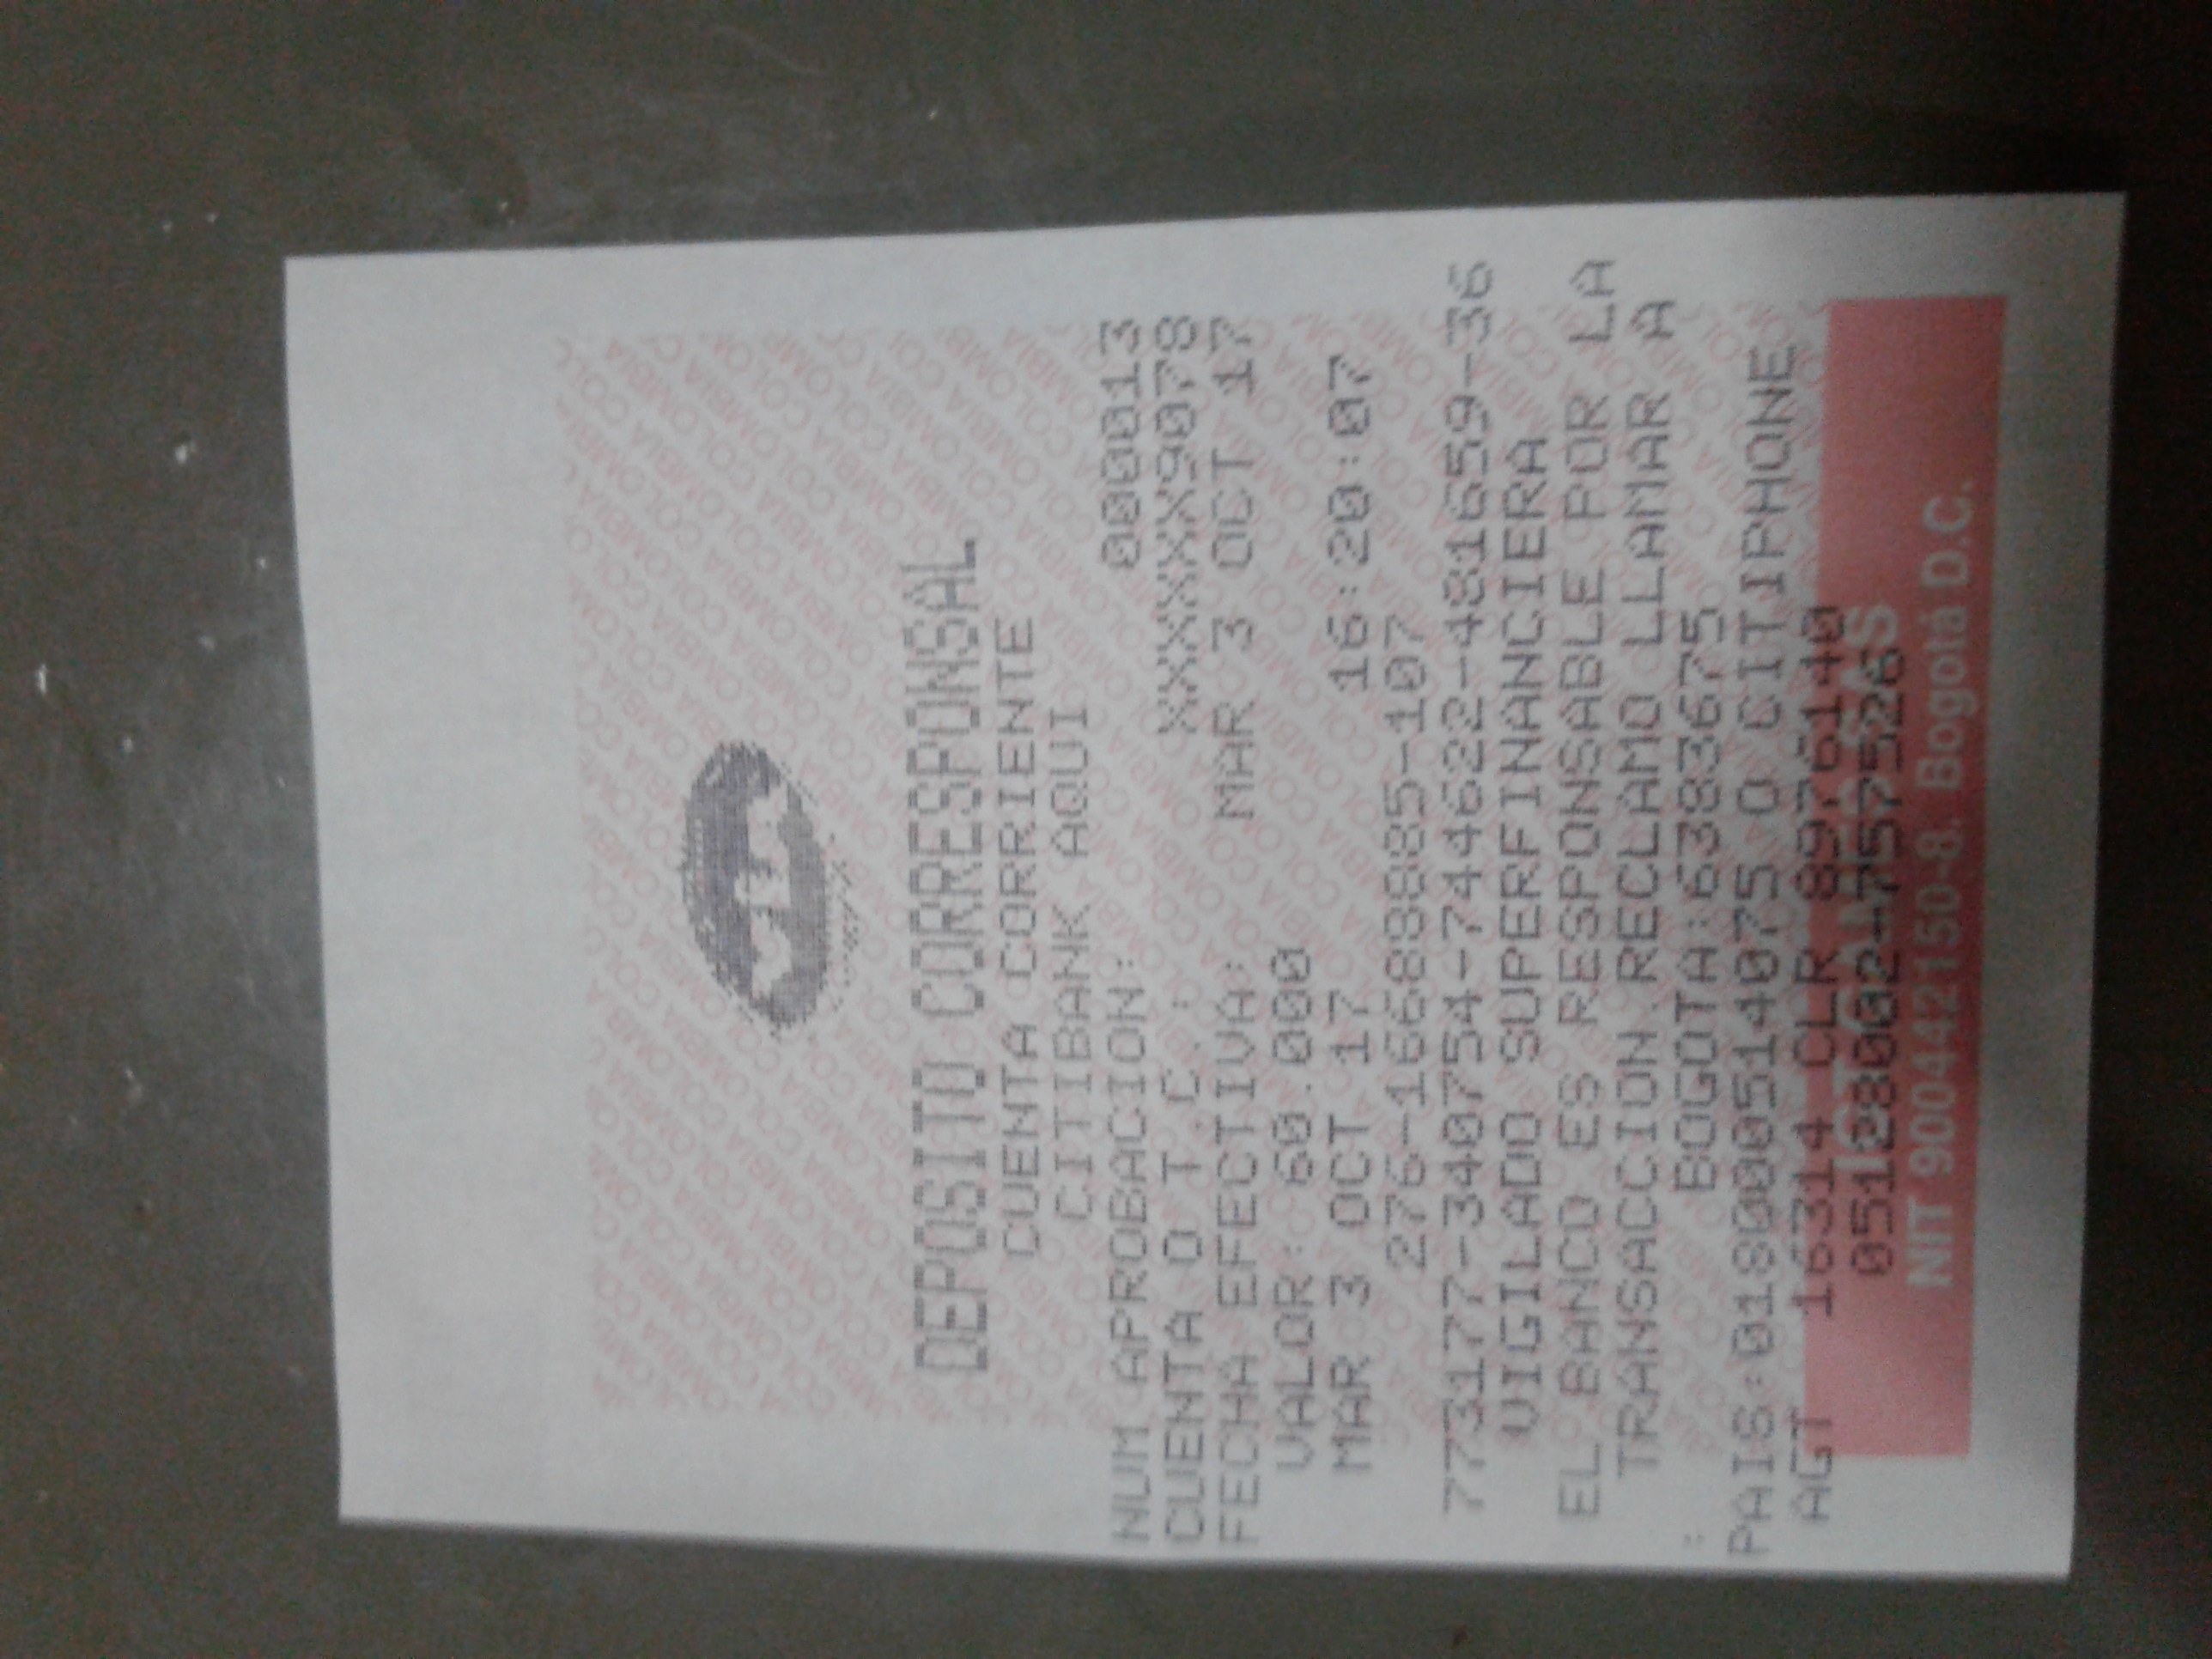 via
DEPOSITO CORRESPONSAL
CUENTA CORRIENTE
CITIBANK AQUI
NUM APROBACION: 000013
CUENTA O T.C.: XXXXXX9078
FECHA EFECTIVA: MAR 3 OCT 17
VALOR: 60.000
MAR 3 OCT 17 16:20:07
276-16688885-107
773177-340754-744622-481659-36
VIGILADO SUPERFINANCIERA
EL BANCO ES RESPONSABLE POR LA
TRANSACCION.RECLAMO LLAMAR A
: BOGOTA:6383675
PAIS:018000514075 O CITIPHONE
AGT 16314 CLR 8976140
IGT GAMES SAS
05128002-757526
NIT 900442150-8. Bogotá D.C.